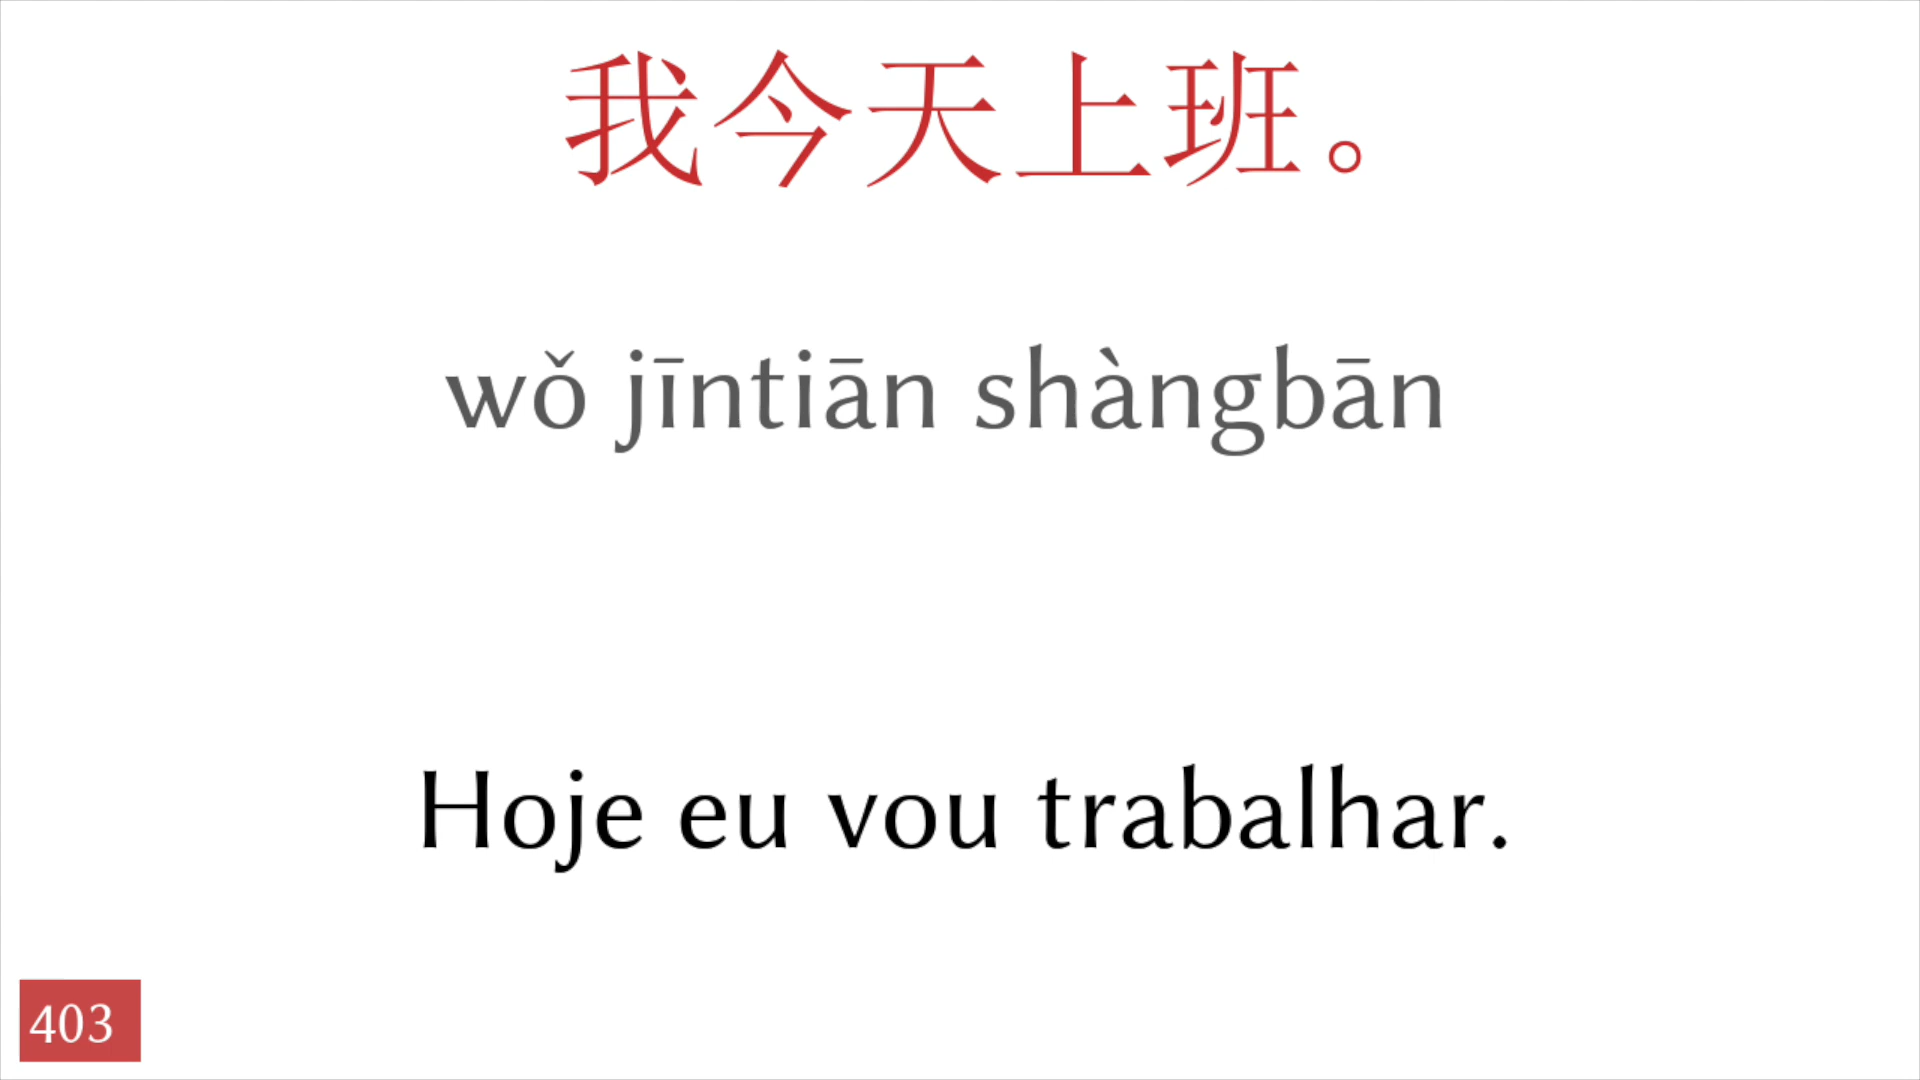 我今天上班。
wǒ jīntiān shàngbān
Hoje eu vou trabalhar.
403